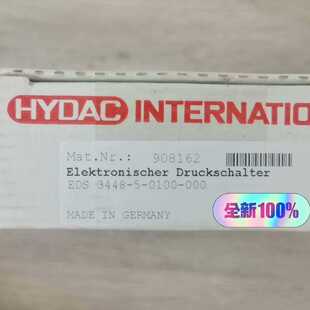 HYDAC INTERNATIO
Mat.Nr.: 908162
Elektronischer Druckschalter
EDS 3448-5-0100-000
MADE IN GERMANY
全新100%